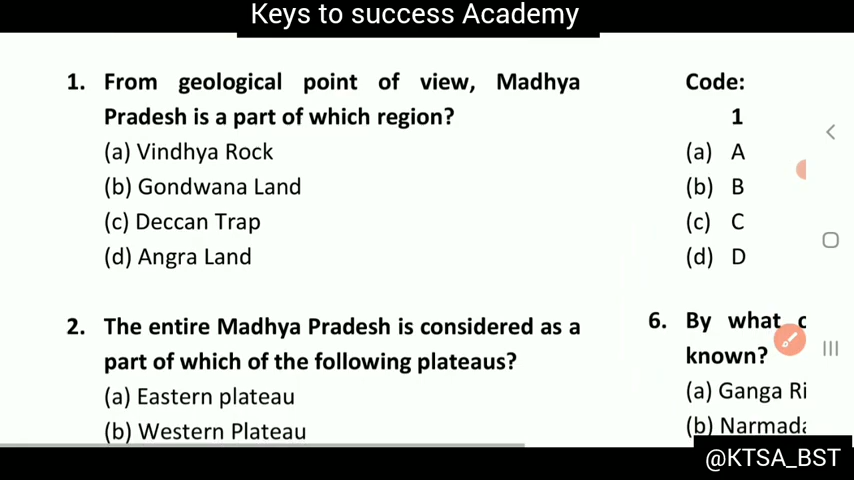 Keys to success Academy
1. From geological point of view, Madhya
Pradesh is a part of which region?
(a) Vindhya Rock
(b) Gondwana Land
(c) Deccan Trap
(d) Angra Land
2. The entire Madhya Pradesh is considered as a
part of which of the following plateaus?
(a) Eastern plateau
(b) Western Plateau
Code:
1
(a) A
(b) B
(c) C
(d) D
6. By what
known?
(a) Ganga
(b)
@KTSA_BST